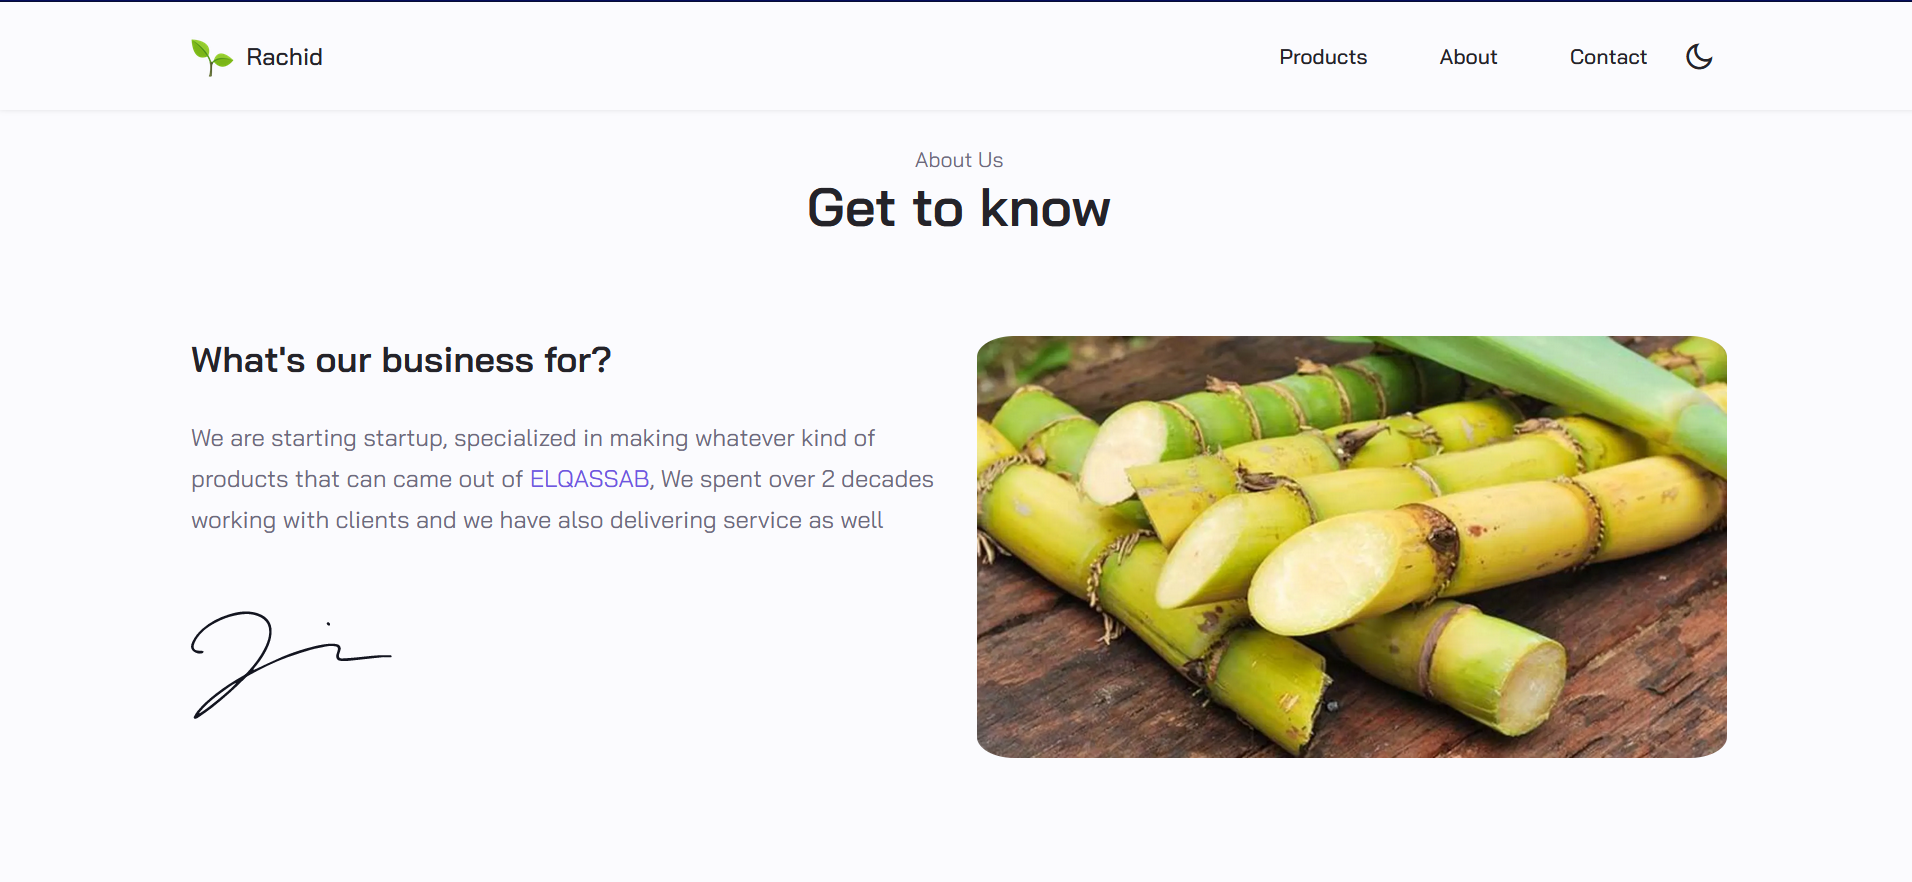 Rachid
Products About Contact
About Us
Get to know
What's our business for?
We are starting startup, specialized in making whatever kind of
products that can came out of ELQASSAB, We spent over 2 decades
working with clients and we have also delivering service as well